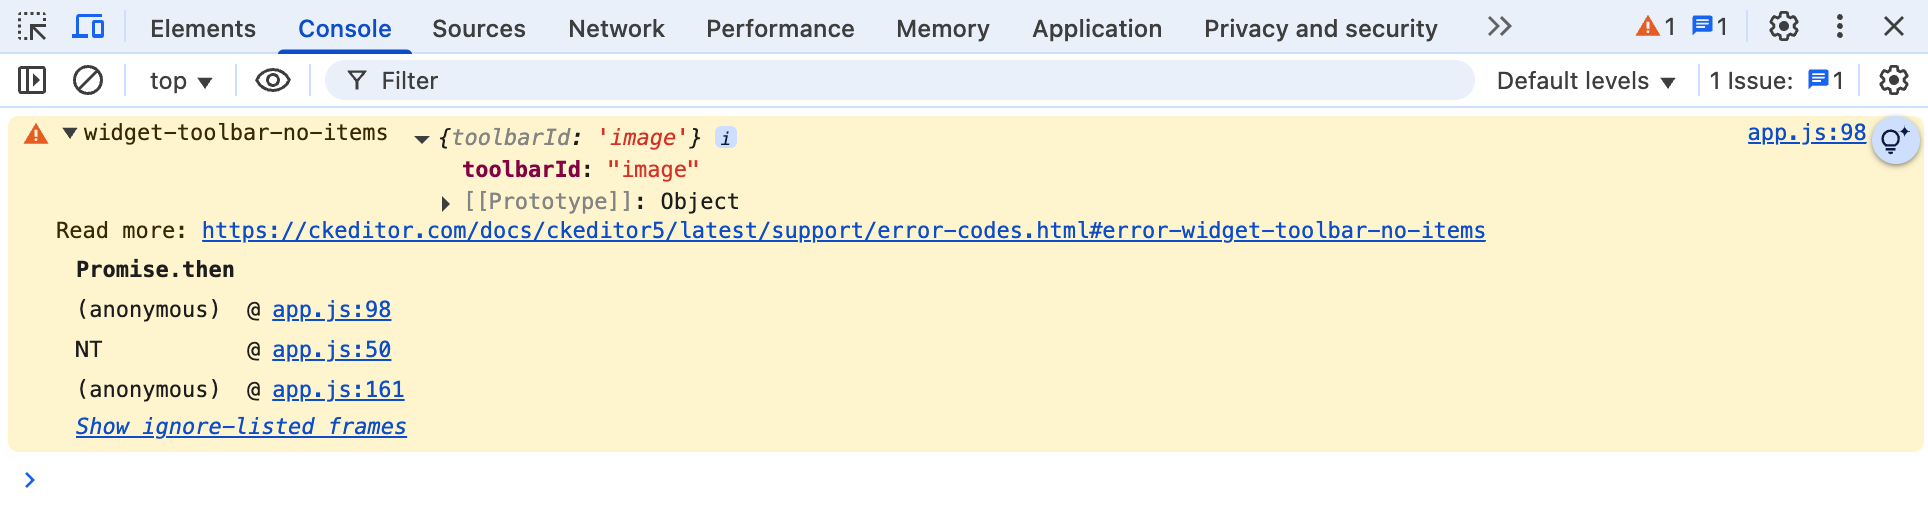 Elements Console Sources Network Performance Memory Application Privacy and security 1 1
top Filter Default levels 1 Issue: 1
widget-toolbar-no-items {toolbarId: 'image'} i app.js:98
toolbarId: "image"
[[Prototype]]: Object
Read more: https://ckeditor.com/docs/ckeditor5/latest/support/error-codes.html#error-widget-toolbar-no-items
Promise.then
(anonymous) @ app.js:98
NT @ app.js:50
(anonymous) @ app.js:161
Show ignore-listed frames